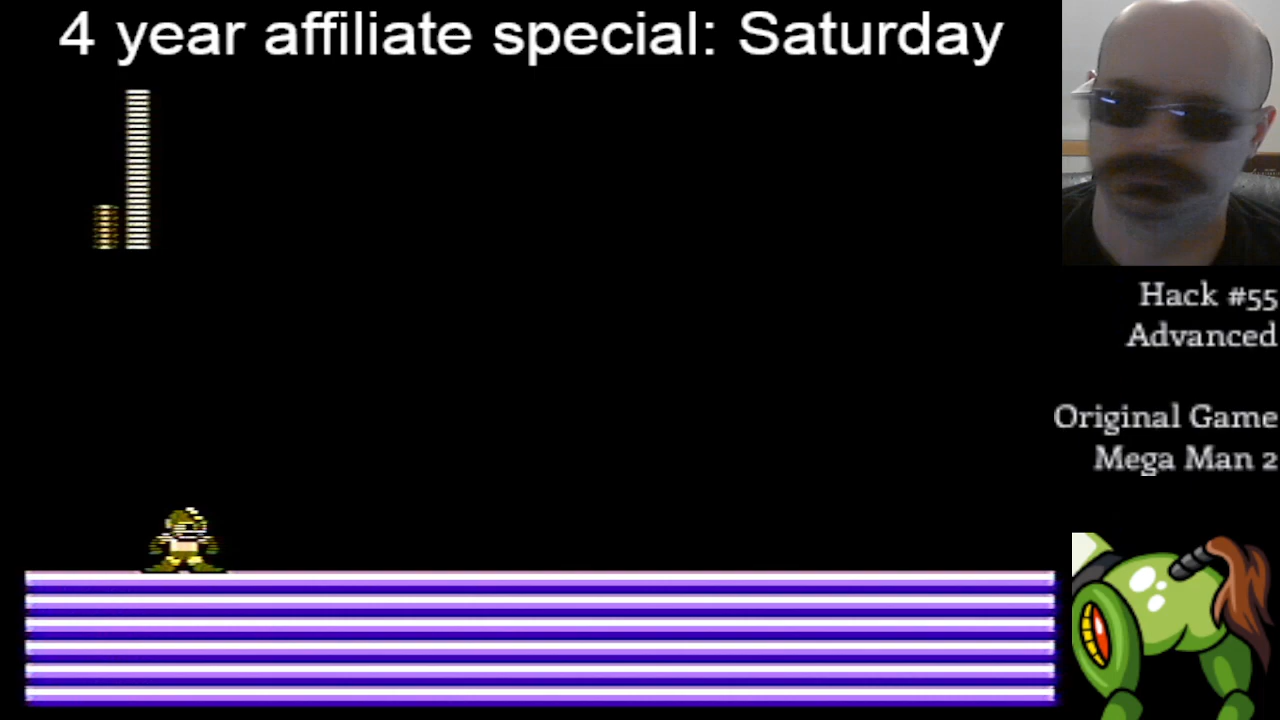 4 year affiliate special: Saturday
Hack #55
Advanced
Original Game
Mega Man 2